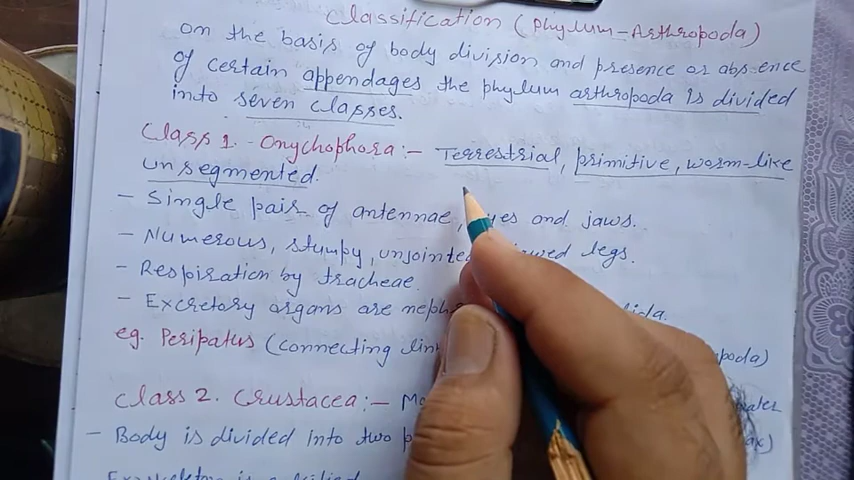 Classification (Phylum-Arthropoda)
on the basis of body division and presence or absence
of certain appendages the phylum arthropoda is divided
into seven classes.
Class 1. Onychophora:- Terrestrial, primitive, worm-like
unsegmented.
- Single pair of antennae, eyes and jaws.
- Numerous, stumpy, unjointed legs.
- Respiration by tracheae.
- Excretory organs are
eg. Peripatus (connecting
Class 2. Crustacea:-
- Body is divided into two